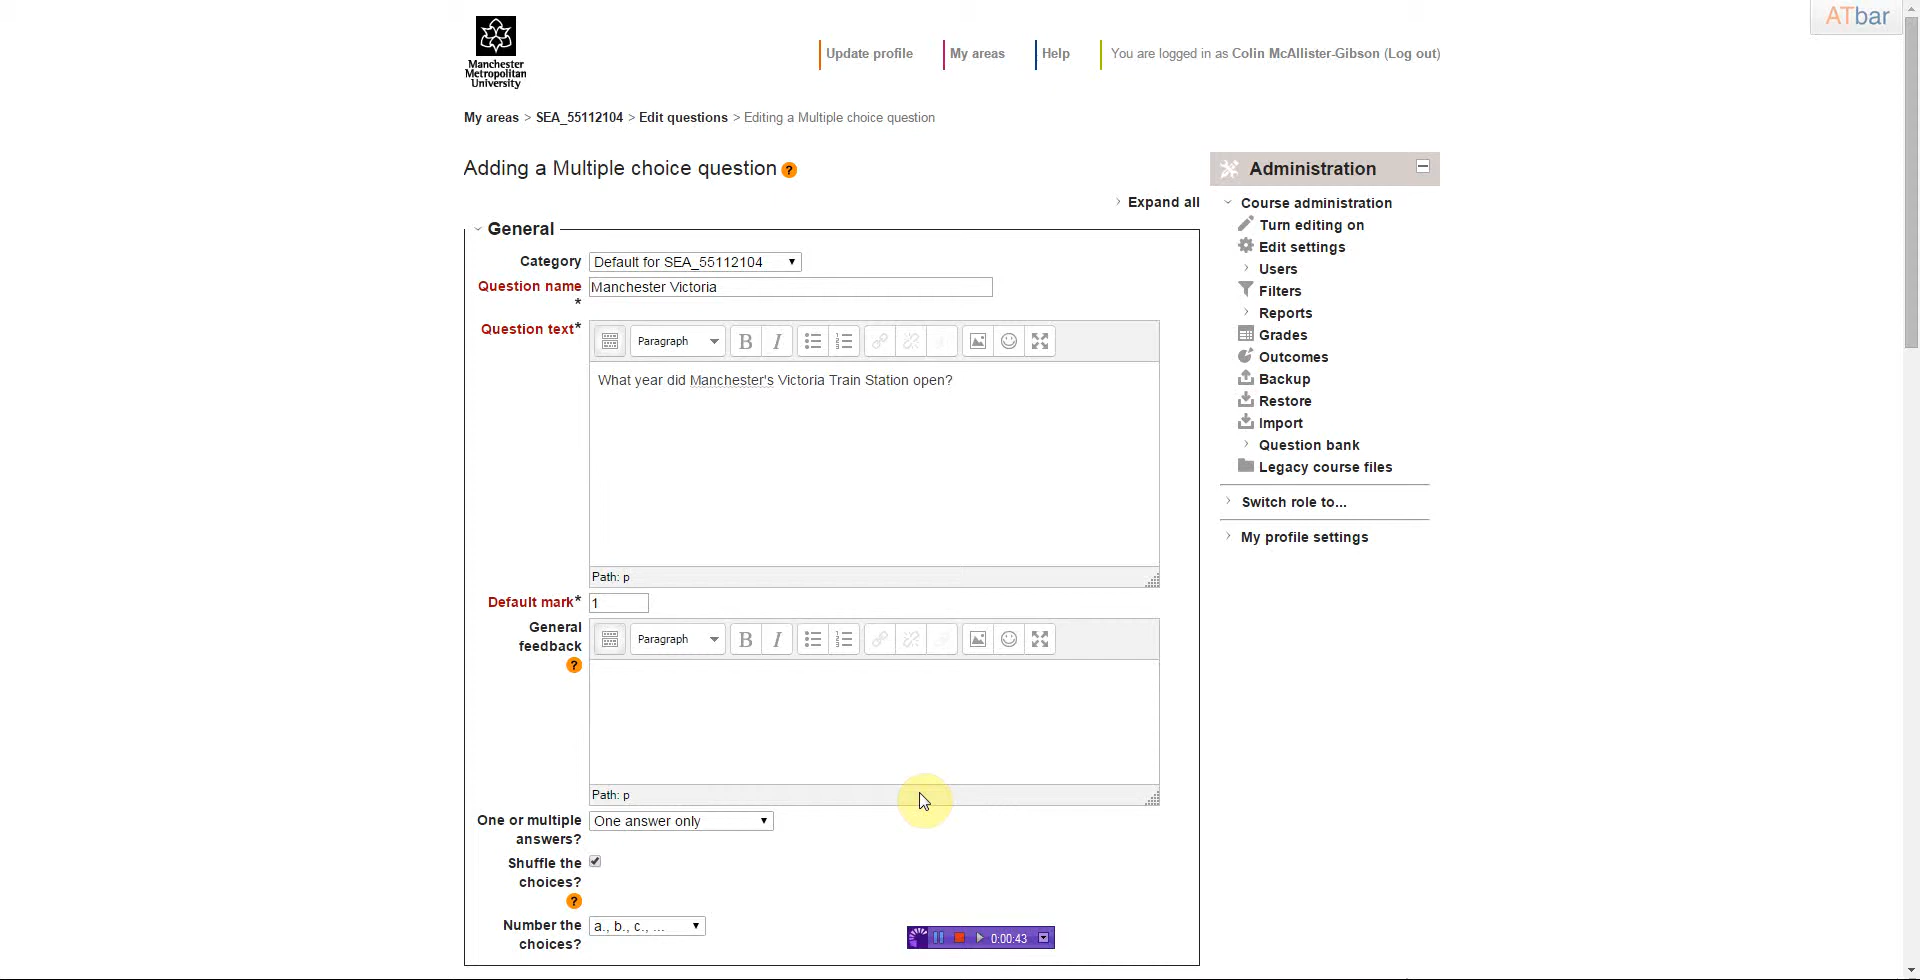 ATbar
Manchester
Metropolitan
University
Update profile
My areas
Help
You are logged in as Colin McAllister-Gibson (Log out)
My areas > SEA_55112104 > Edit questions > Editing a Multiple choice question
Adding a Multiple choice question ?
Expand all
General
Category Default for SEA_55112104
Question name Manchester Victoria
*
Question text*
Paragraph B I
What year did Manchester's Victoria Train Station open?
Path: p
Default mark* 1
General
feedback
?
Paragraph B I
Path: p
One or multiple
answers?
One answer only
Shuffle the
choices?
?
Number the
choices?
a., b., c., ...
0:00:43
Administration
Course administration
Turn editing on
Edit settings
Users
Filters
Reports
Grades
Outcomes
Backup
Restore
Import
Question bank
Legacy course files
Switch role to...
My profile settings